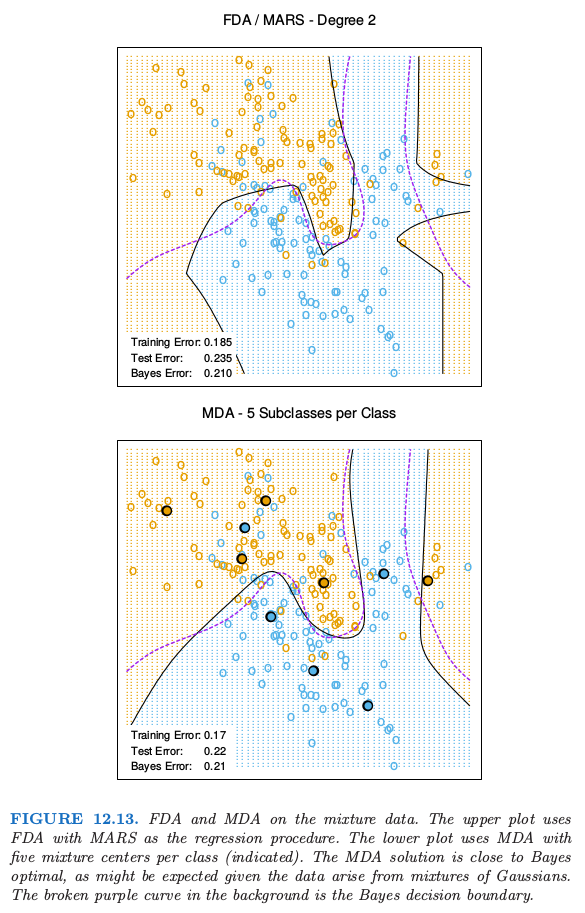 FDA / MARS - Degree 2
Training Error: 0.185
Test Error: 0.235
Bayes Error: 0.210
MDA - 5 Subclasses per Class
Training Error: 0.17
Test Error: 0.22
Bayes Error: 0.21
FIGURE 12.13. FDA and MDA on the mixture data. The upper plot uses
FDA with MARS as the regression procedure. The lower plot uses MDA with
five mixture centers per class (indicated). The MDA solution is close to Bayes
optimal, as might be expected given the data arise from mixtures of Gaussians.
The broken purple curve in the background is the Bayes decision boundary.